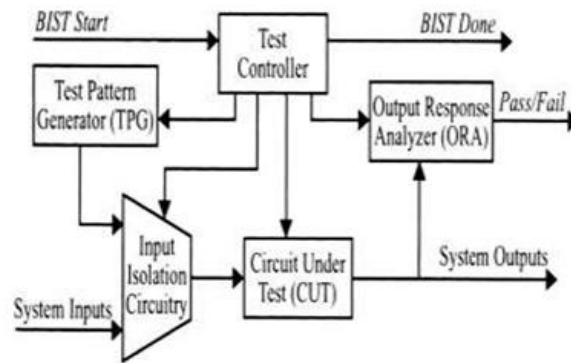 BIST Start
Test
Controller
BIST Done
Test Pattern
Generator (TPG)
Output Response
Analyzer (ORA)
Pass/Fail
Input
Isolation
Circuitry
Circuit Under
Test (CUT)
System Outputs
System Inputs